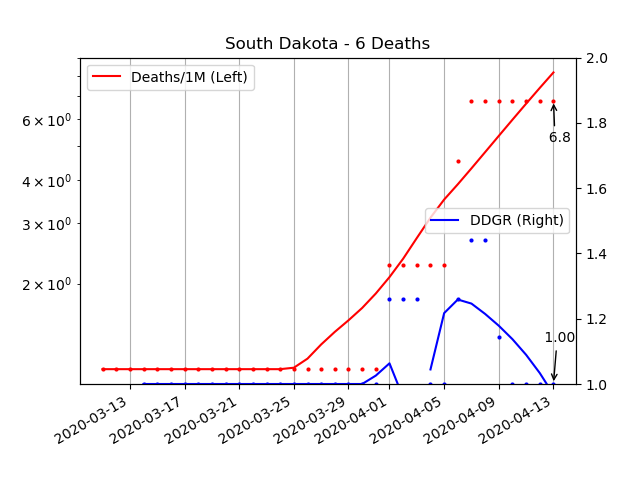 South Dakota - 6 Deaths
Deaths/1M (Left)
DDGR (Right)
6 × 10⁰
4 × 10⁰
3 × 10⁰
2 × 10⁰
2.0
1.8
1.6
1.4
1.2
1.0
6.8
1.00
2020-03-13
2020-03-17
2020-03-21
2020-03-25
2020-03-29
2020-04-01
2020-04-05
2020-04-09
2020-04-13